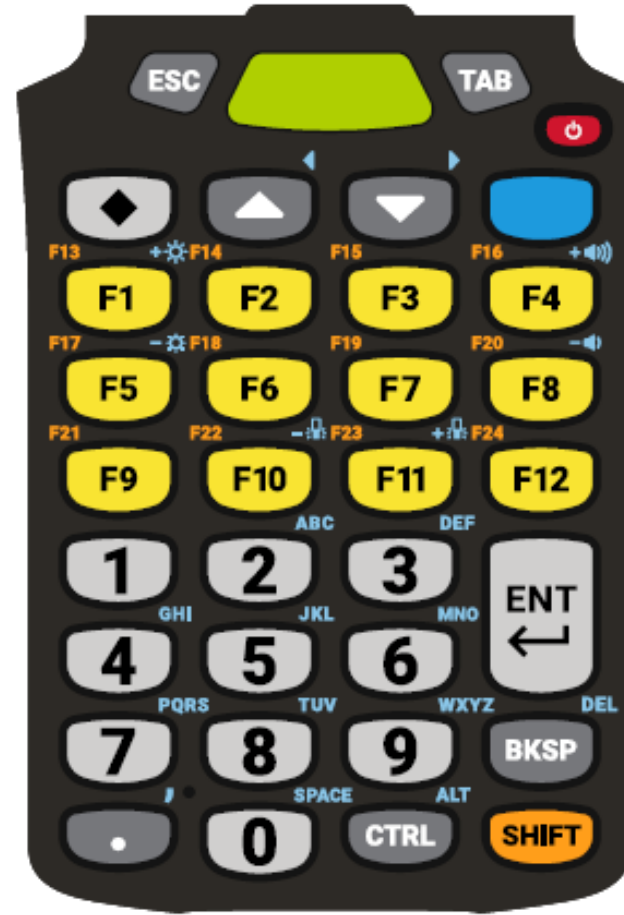 ESC TAB
F13 + F14 F15 F16 +
F1 F2 F3 F4
F17 - F18 F19 F20 -
F5 F6 F7 F8
F21 F22 - F23 + F24
F9 F10 F11 F12
ABC DEF
1 2 3 ENT
GHI JKL MNO
4 5 6
PQRS TUV WXYZ DEL
7 8 9 BKSP
, SPACE ALT
. 0 CTRL SHIFT